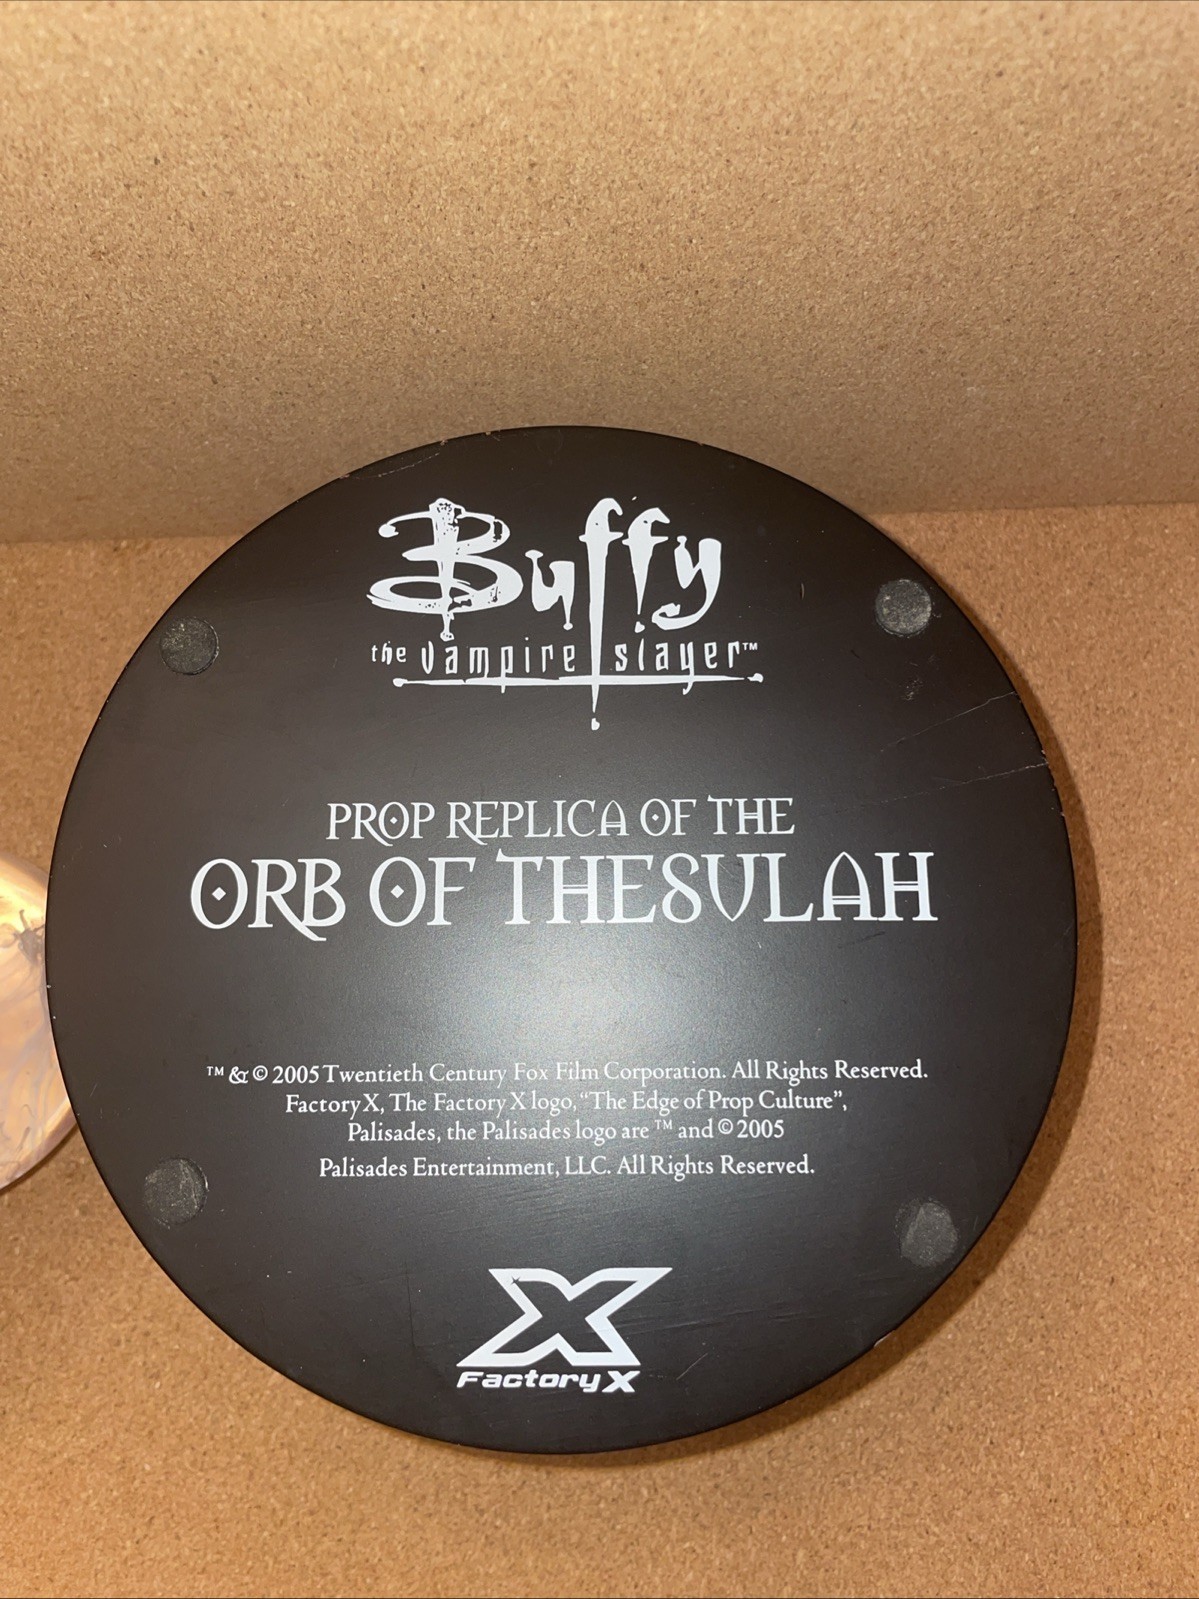 Buffy
the vampire slayer™
PROP REPLICA OF THE
ORB OF THESULAH
™ & © 2005 Twentieth Century Fox Film Corporation. All Rights Reserved.
Factory X, The Factory X logo, “The Edge of Prop Culture”,
Palisades, the Palisades logo are ™ and © 2005
Palisades Entertainment, LLC. All Rights Reserved.
X
Factory X